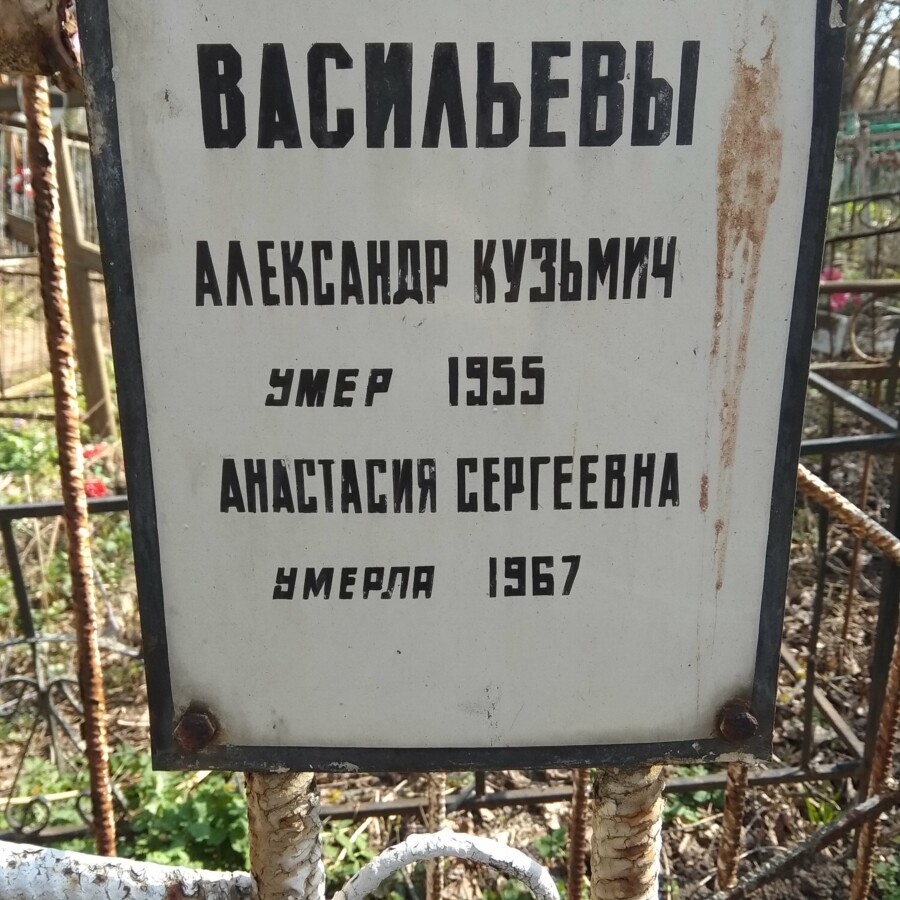 ВАСИЛЬЕВЫ
АЛЕКСАНДР КУЗЬМИЧ
УМЕР 1955
АНАСТАСИЯ СЕРГЕЕВНА
УМЕРЛА 1967